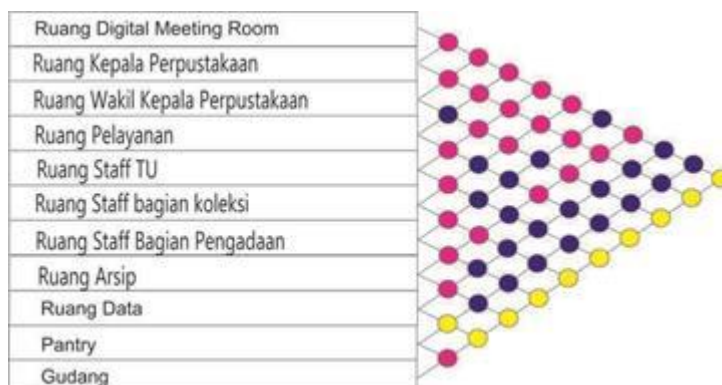 Ruang Digital Meeting Room
Ruang Kepala Perpustakaan
Ruang Wakil Kepala Perpustakaan
Ruang Pelayanan
Ruang Staff TU
Ruang Staff bagian koleksi
Ruang Staff Bagian Pengadaan
Ruang Arsip
Ruang Data
Pantry
Gudang